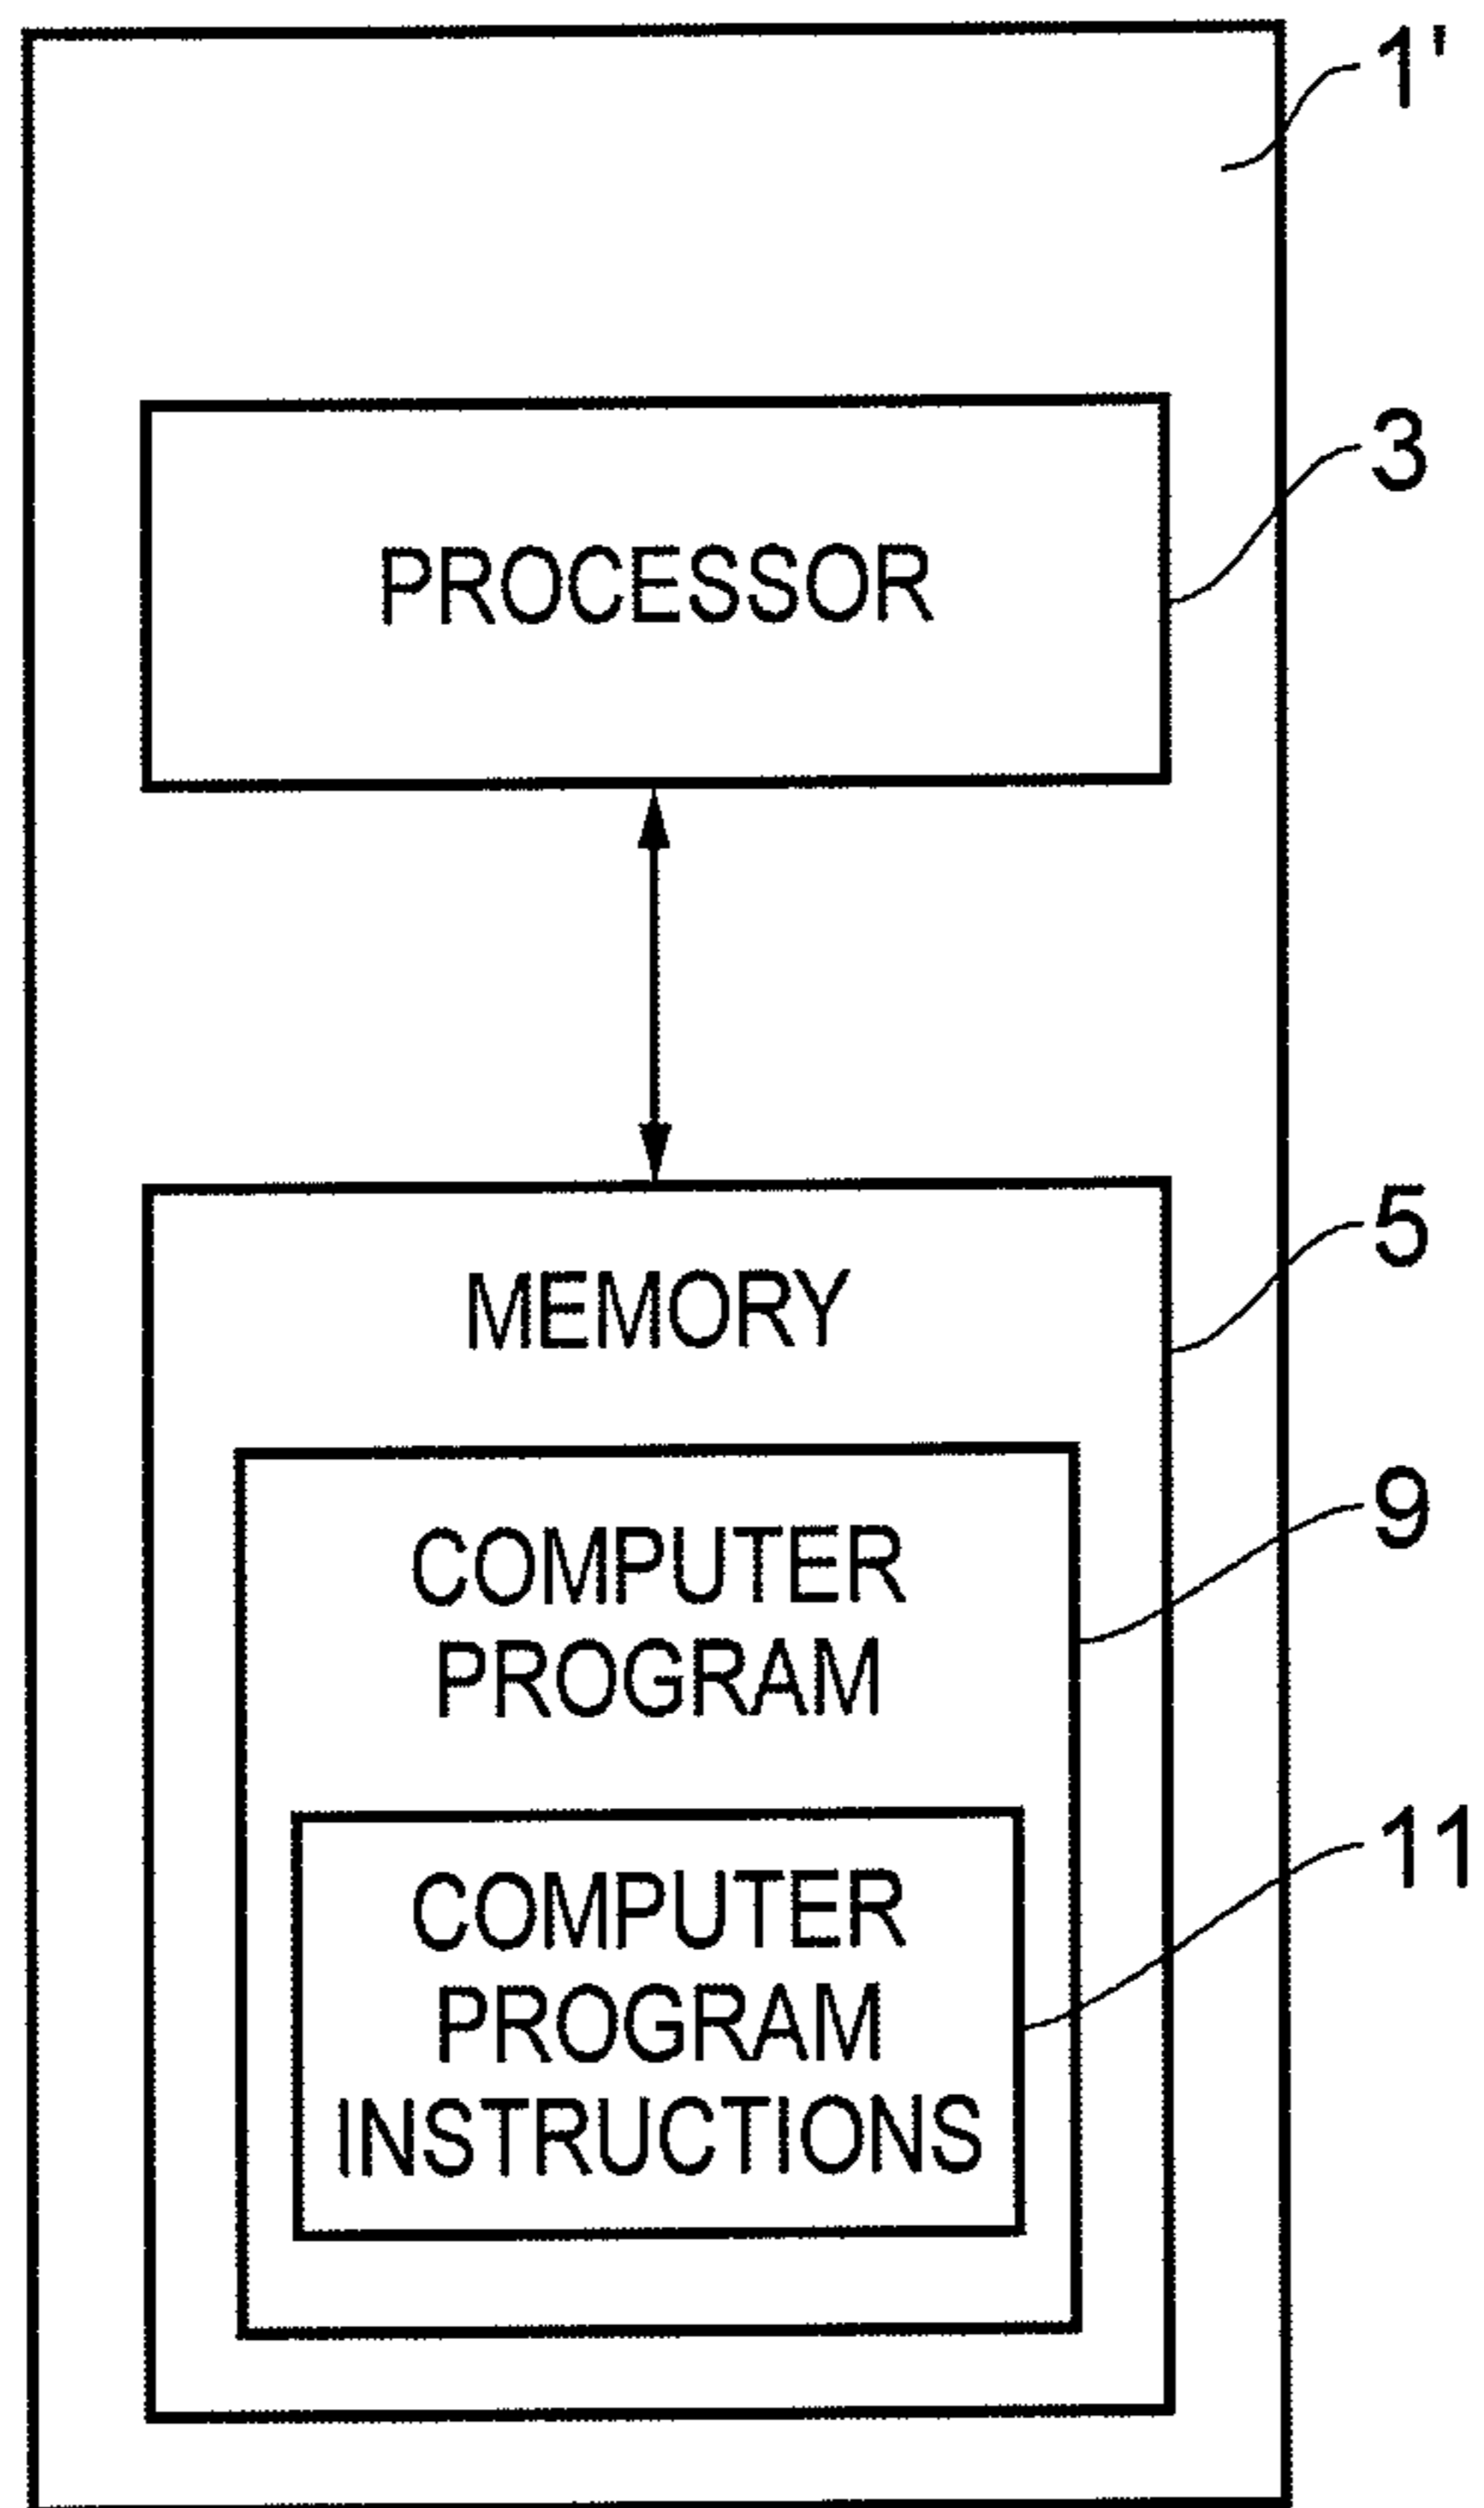 1'
3
PROCESSOR
5
MEMORY
9
COMPUTER
PROGRAM
11
COMPUTER
PROGRAM
INSTRUCTIONS